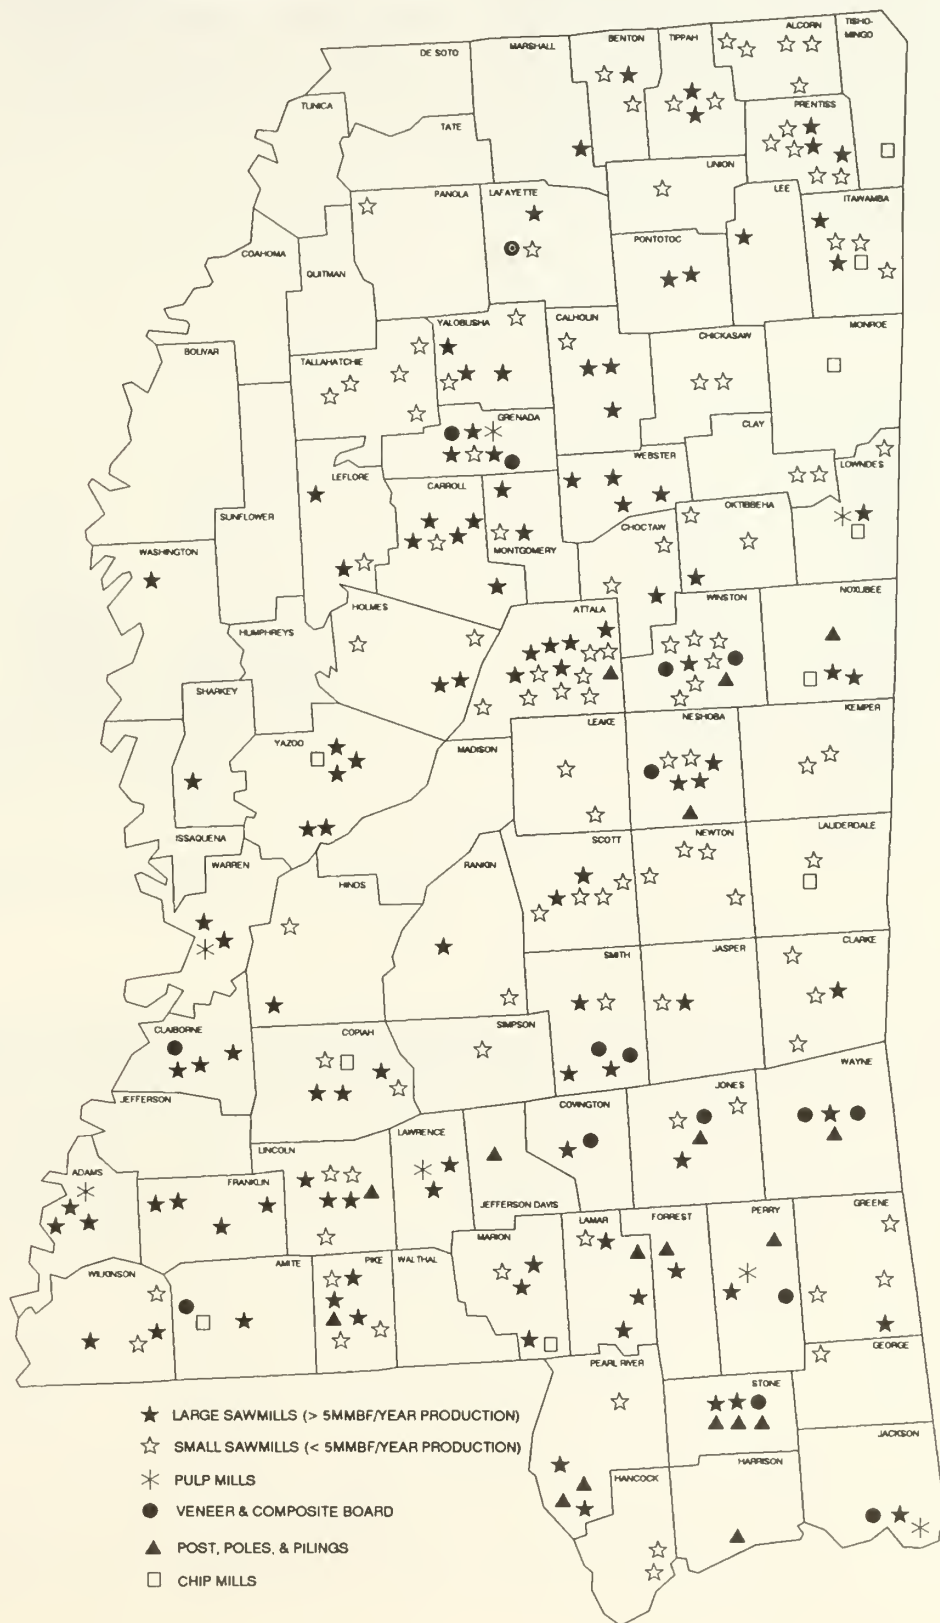 DE SOTO
MARSHALL
BENTON
TIPPAH
ALCORN
TISHO-
MINGO
TUNICA
TATE
PRENTISS
UNION
PANOLA
LAFAYETTE
LEE
ITAWAMBA
COAHOMA
QUITMAN
PONTOTOC
BOLIVAR
TALLAHATCHIE
YALOBUSHA
CALHOUN
CHICKASAW
MONROE
GRENADA
CLAY
LEFLORE
CARROLL
WEBSTER
LOWNDES
SUNFLOWER
OKTIBBEHA
WASHINGTON
MONTGOMERY
CHOCTAW
HUMPHREYS
HOLMES
ATTALA
WINSTON
NOXUBEE
SHARKEY
YAZOO
MADISON
LEAKE
NESHOBA
KEMPER
ISSAQUENA
WARREN
HINDS
RANKIN
SCOTT
NEWTON
LAUDERDALE
SMITH
JASPER
CLARKE
CLAIBORNE
COPIAH
SIMPSON
JEFFERSON
COVINGTON
JONES
WAYNE
ADAMS
FRANKLIN
LINCOLN
LAWRENCE
JEFFERSON DAVIS
WILKINSON
AMITE
PIKE
WALTHAL
MARION
LAMAR
FORREST
PERRY
GREENE
PEARL RIVER
STONE
GEORGE
HANCOCK
HARRISON
JACKSON
LARGE SAWMILLS (> 5MMBF/YEAR PRODUCTION)
SMALL SAWMILLS (< 5MMBF/YEAR PRODUCTION)
PULP MILLS
VENEER & COMPOSITE BOARD
POST, POLES, & PILINGS
CHIP MILLS